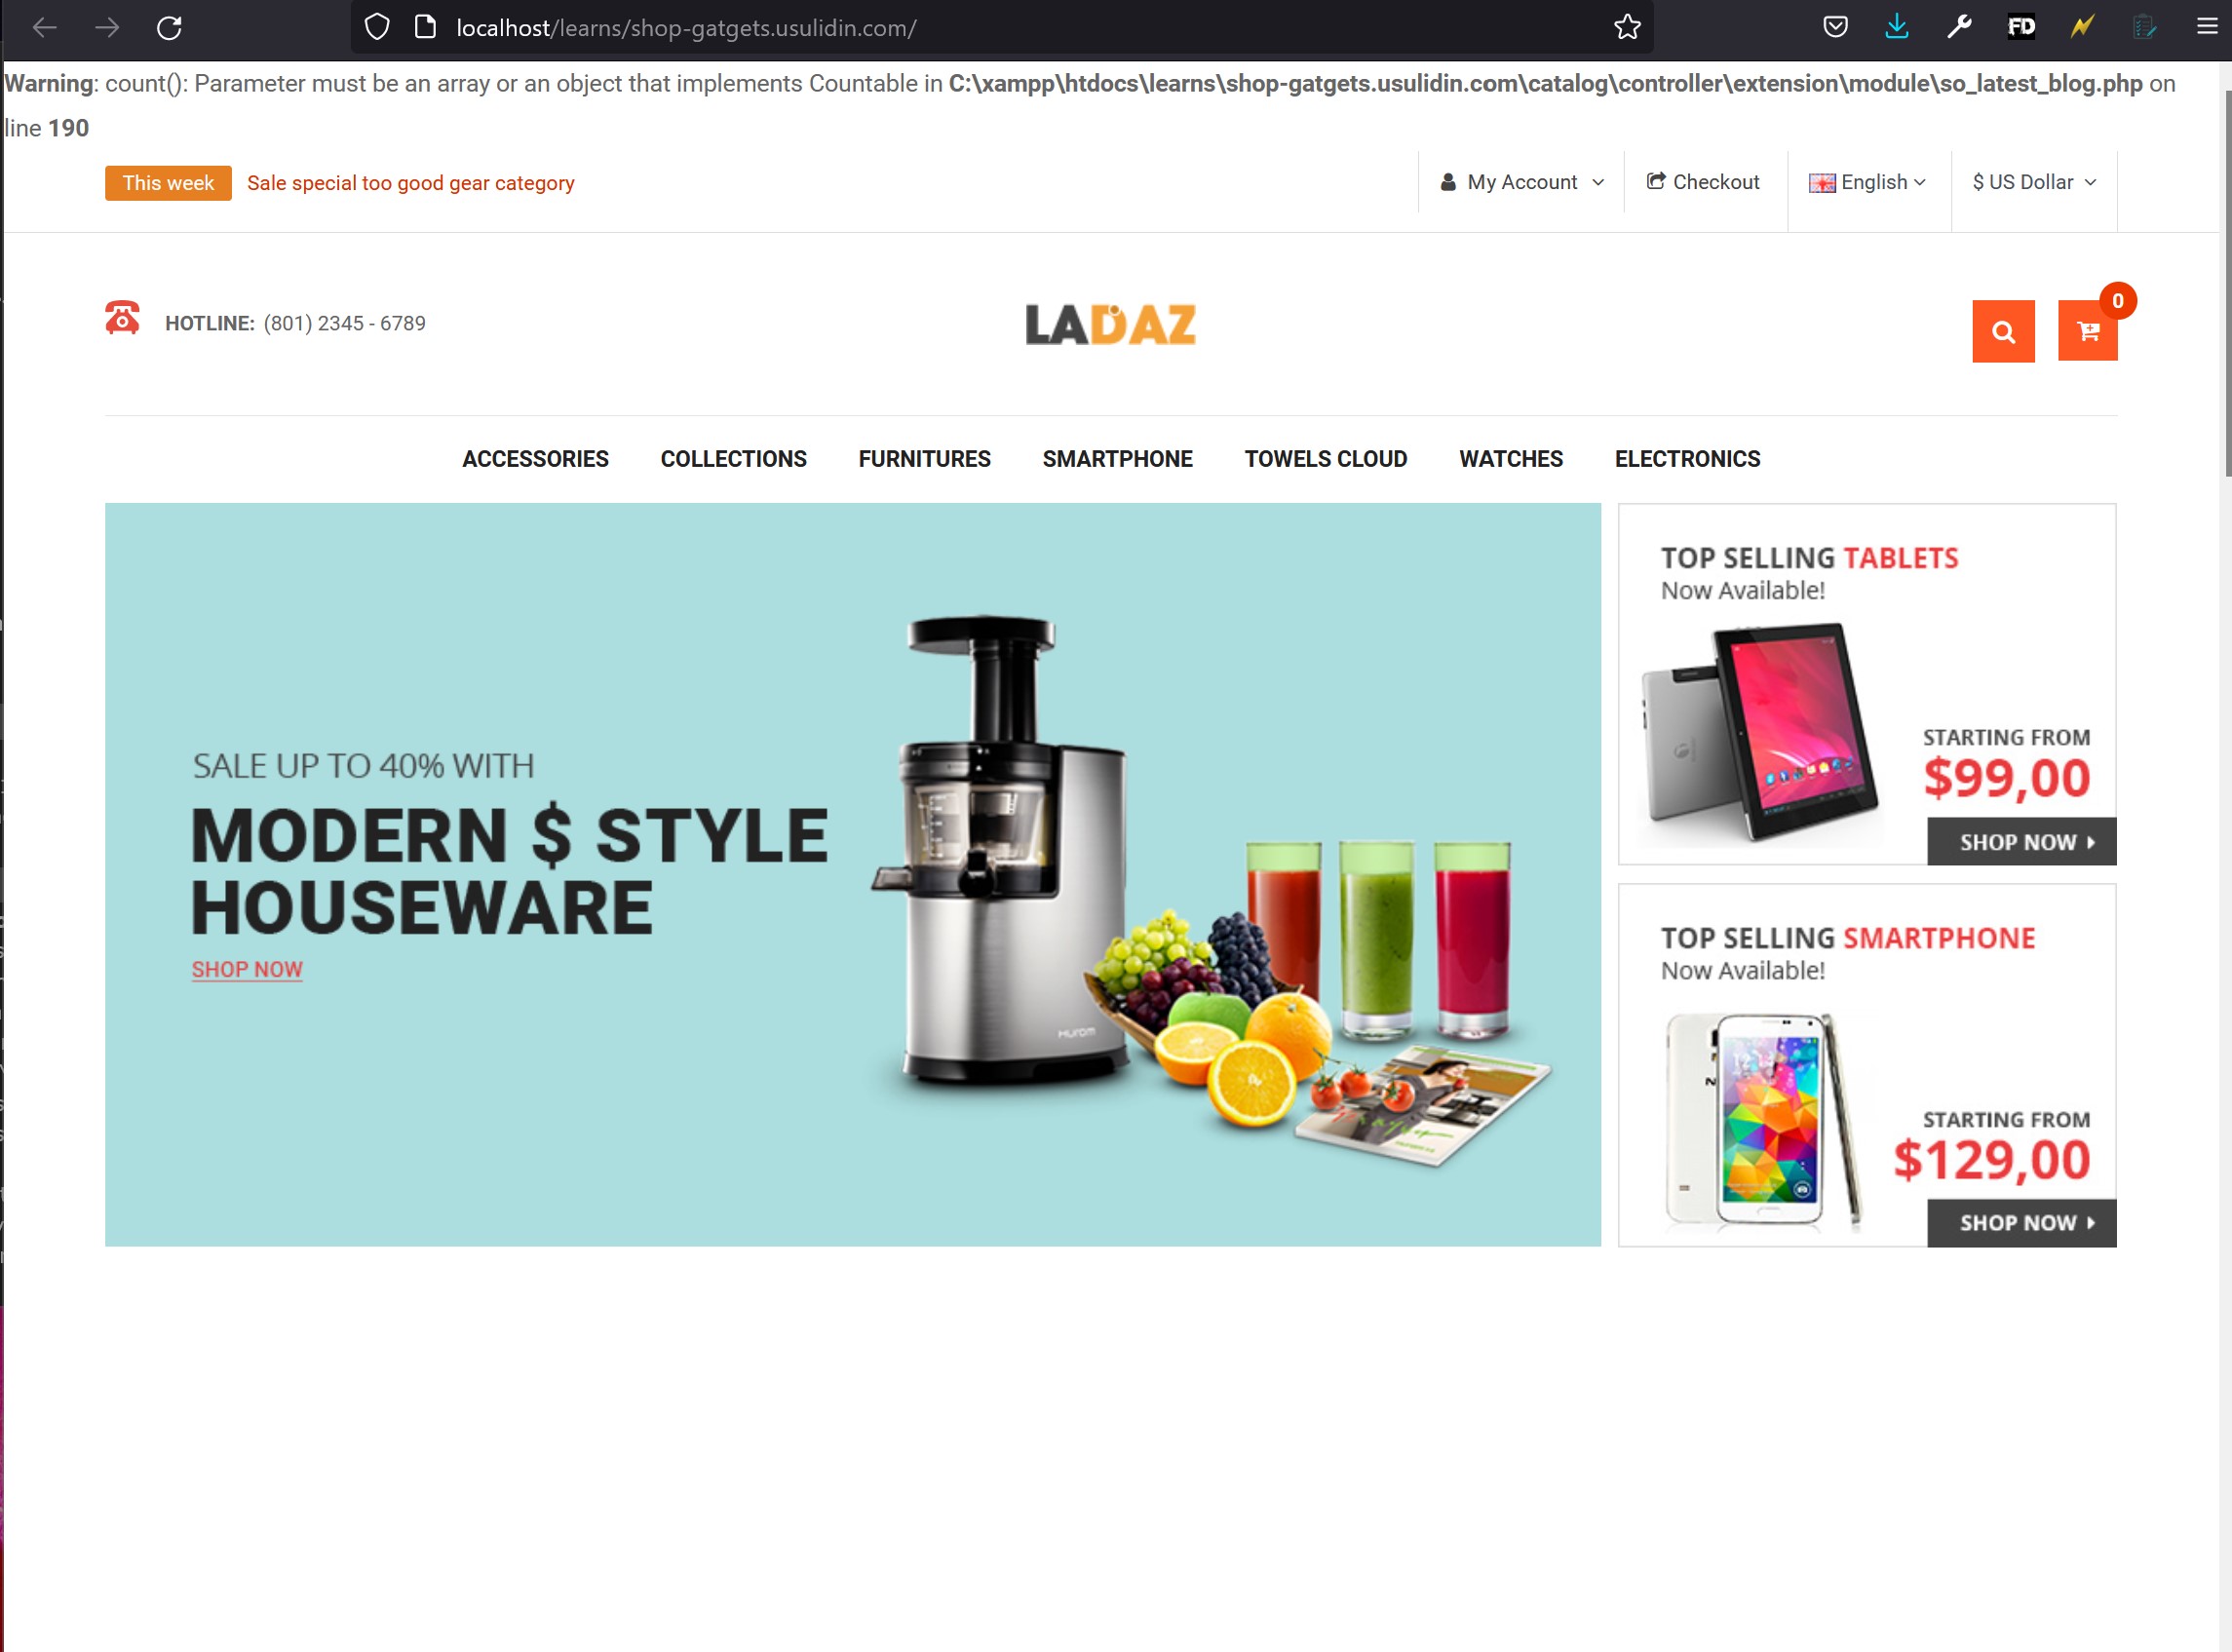 localhost/learns/shop-gatgets.usulidin.com/
FD
Warning: count(): Parameter must be an array or an object that implements Countable in C:\xampp\htdocs\learns\shop-gatgets.usulidin.com\catalog\controller\extension\module\so_latest_blog.php on
line 190
This week Sale special too good gear category
My Account Checkout English $ US Dollar
HOTLINE: (801) 2345 - 6789
LADAZ
0
ACCESSORIES COLLECTIONS FURNITURES SMARTPHONE TOWELS CLOUD WATCHES ELECTRONICS
SALE UP TO 40% WITH
MODERN $ STYLE
HOUSEWARE
SHOP NOW
HUROM
TOP SELLING TABLETS
Now Available!
STARTING FROM
$99,00
SHOP NOW
TOP SELLING SMARTPHONE
Now Available!
STARTING FROM
$129,00
SHOP NOW